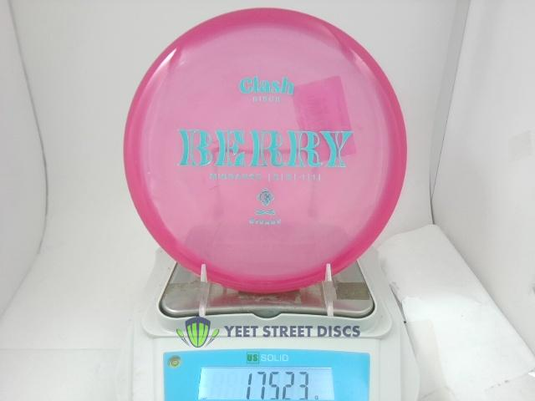 Clash
DISCS
BERRY
YEET STREET DISCS
US SOLID
175.23